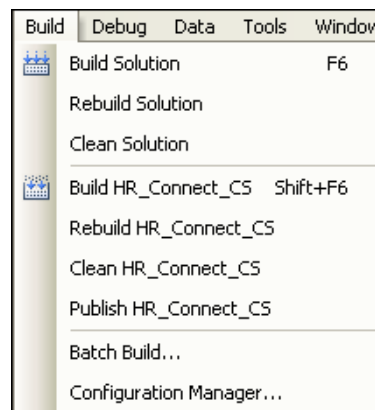 Build Debug Data Tools Window
Build Solution F6
Rebuild Solution
Clean Solution
Build HR_Connect_CS Shift+F6
Rebuild HR_Connect_CS
Clean HR_Connect_CS
Publish HR_Connect_CS
Batch Build...
Configuration Manager...